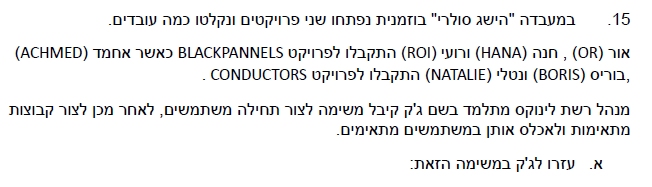 15. במעבדה "הישג סולרי" בוזמנית נפתחו שני פרויקטים ונקלטו כמה עובדים.
אור (OR) , חנה (HANA) ורועי (ROI) התקבלו לפרויקט BLACKPANNELS כאשר אחמד (ACHMED)
,בוריס (BORIS) ונטלי (NATALIE) התקבלו לפרויקט CONDUCTORS .
מנהל רשת לינוקס מתלמד בשם ג'ק קיבל משימה לצור תחילה משתמשים, לאחר מכן לצור קבוצות
מתאימות ולאכלס אותן במשתמשים מתאימים.
א. עזרו לג'ק במשימה הזאת: